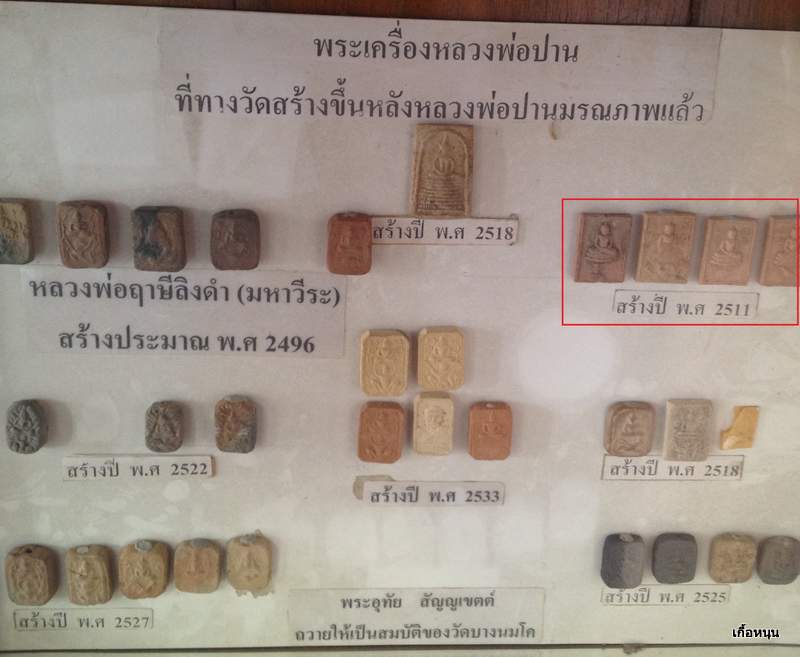 พระเครื่องหลวงพ่อปาน
ที่ทางวัดสร้างขึ้นหลังหลวงพ่อปานมรณภาพแล้ว
สร้างปี พ.ศ 2518
หลวงพ่อฤาษีลิงดำ (มหาวีระ)
สร้างประมาณ พ.ศ 2496
สร้างปี พ.ศ 2511
สร้างปี พ.ศ 2522
สร้างปี พ.ศ 2533
สร้างปี พ.ศ 2518
สร้างปี พ.ศ 2527
พระอุทัย สัญญเขตต์
ถวายให้เป็นสมบัติของวัดบางนมโค
สร้างปี พ.ศ 2525
เกื้อหนุน